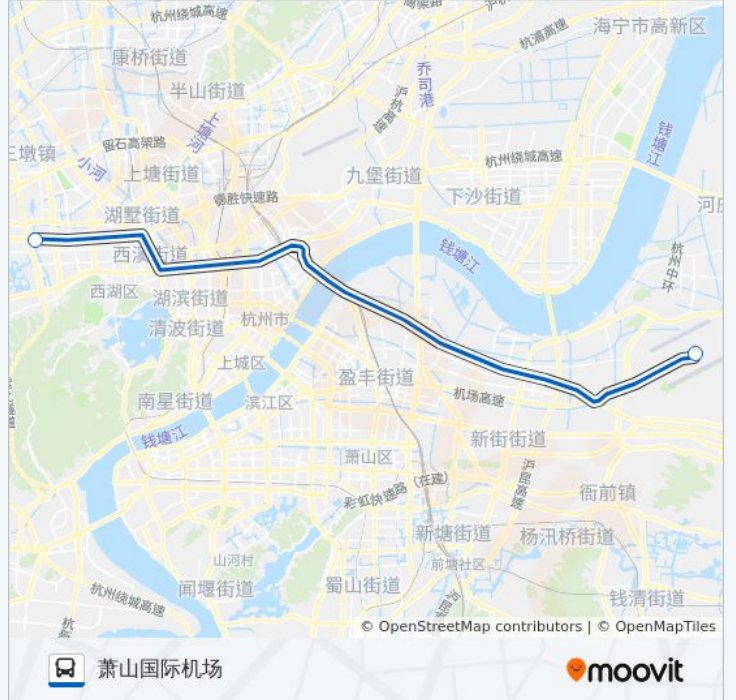 杭州绕城高速
海宁市高新区
杭浦高速
康桥街道
乔司港
半山街道
沪杭高速
上塘河
留石高架路
钱塘江
三墩镇
小河
杭州绕城高速
上塘街道
九堡街道
下沙街道
德胜快速路
湖墅街道
西溪街道
钱塘江
杭州中环
西湖区
湖滨街道
杭州市
清波街道
上城区
盈丰街道
机场高速
南星街道
滨江区
钱塘江
新街街道
萧山区
沪昆高速
彩虹快速路（在建）
衙前镇
新塘街道
杨汛桥街道
山河村
前塘社区
闻堰街道
蜀山街道
杭州绕城高速
钱清街道
© OpenStreetMap contributors | © OpenMapTiles
萧山国际机场
moovit